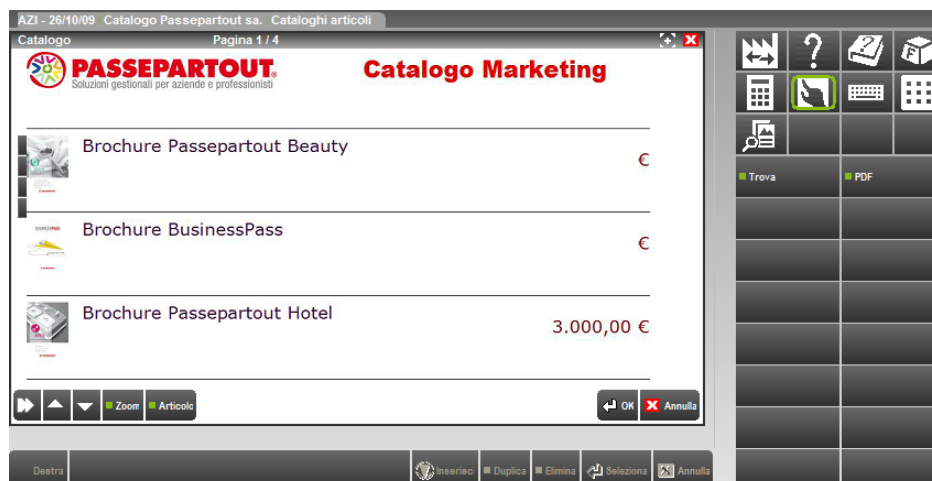 AZI - 26/10/09 Catalogo Passepartout sa. Cataloghi articoli
Catalogo Pagina 1 / 4
PASSEPARTOUT®
Soluzioni gestionali per aziende e professionisti
Catalogo Marketing
Brochure Passepartout Beauty
€
Brochure BusinessPass
€
Brochure Passepartout Hotel
3.000,00 €
Zoom Articolo OK Annulla
Trova PDF
Destra Inserisci Duplica Elimina Seleziona Annulla